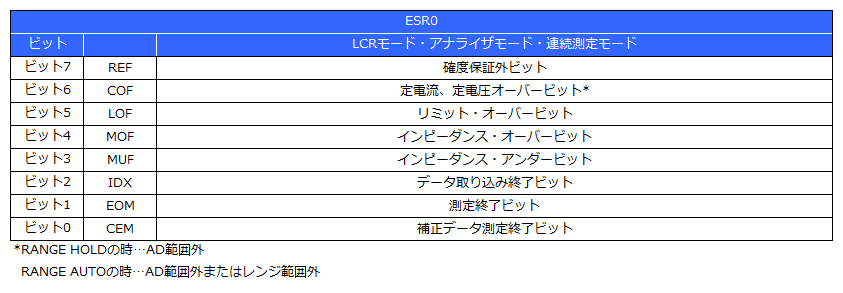 ESR0
ビット LCRモード・アナライザモード・連続測定モード
ビット7 REF 確度保証外ビット
ビット6 COF 定電流、定電圧オーバービット*
ビット5 LOF リミット・オーバービット
ビット4 MOF インピーダンス・オーバービット
ビット3 MUF インピーダンス・アンダービット
ビット2 IDX データ取り込み終了ビット
ビット1 EOM 測定終了ビット
ビット0 CEM 補正データ測定終了ビット
*RANGE HOLDの時…AD範囲外
RANGE AUTOの時…AD範囲外またはレンジ範囲外